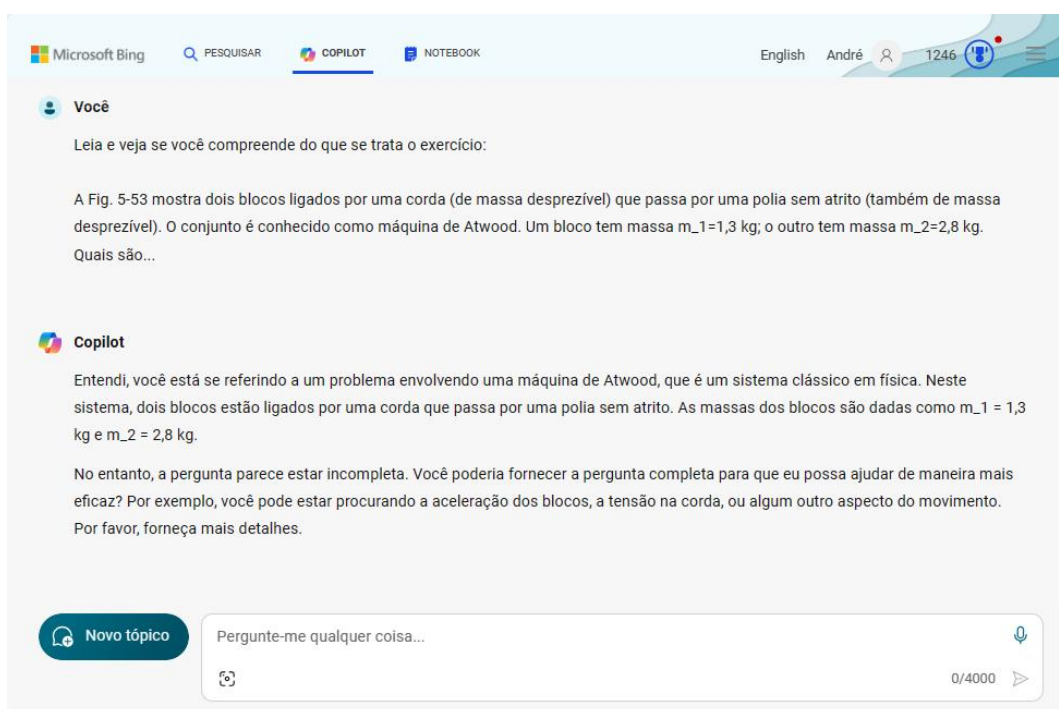 Microsoft Bing PESQUISAR COPILOT NOTEBOOK English André 1246
Você
Leia e veja se você compreende do que se trata o exercício:
A Fig. 5-53 mostra dois blocos ligados por uma corda (de massa desprezível) que passa por uma polia sem atrito (também de massa
desprezível). O conjunto é conhecido como máquina de Atwood. Um bloco tem massa m_1=1,3 kg; o outro tem massa m_2=2,8 kg.
Quais são...
Copilot
Entendi, você está se referindo a um problema envolvendo uma máquina de Atwood, que é um sistema clássico em física. Neste
sistema, dois blocos estão ligados por uma corda que passa por uma polia sem atrito. As massas dos blocos são dadas como m_1 = 1,3
kg e m_2 = 2,8 kg.
No entanto, a pergunta parece estar incompleta. Você poderia fornecer a pergunta completa para que eu possa ajudar de maneira mais
eficaz? Por exemplo, você pode estar procurando a aceleração dos blocos, a tensão na corda, ou algum outro aspecto do movimento.
Por favor, forneça mais detalhes.
Novo tópico
Pergunte-me qualquer coisa...
0/4000